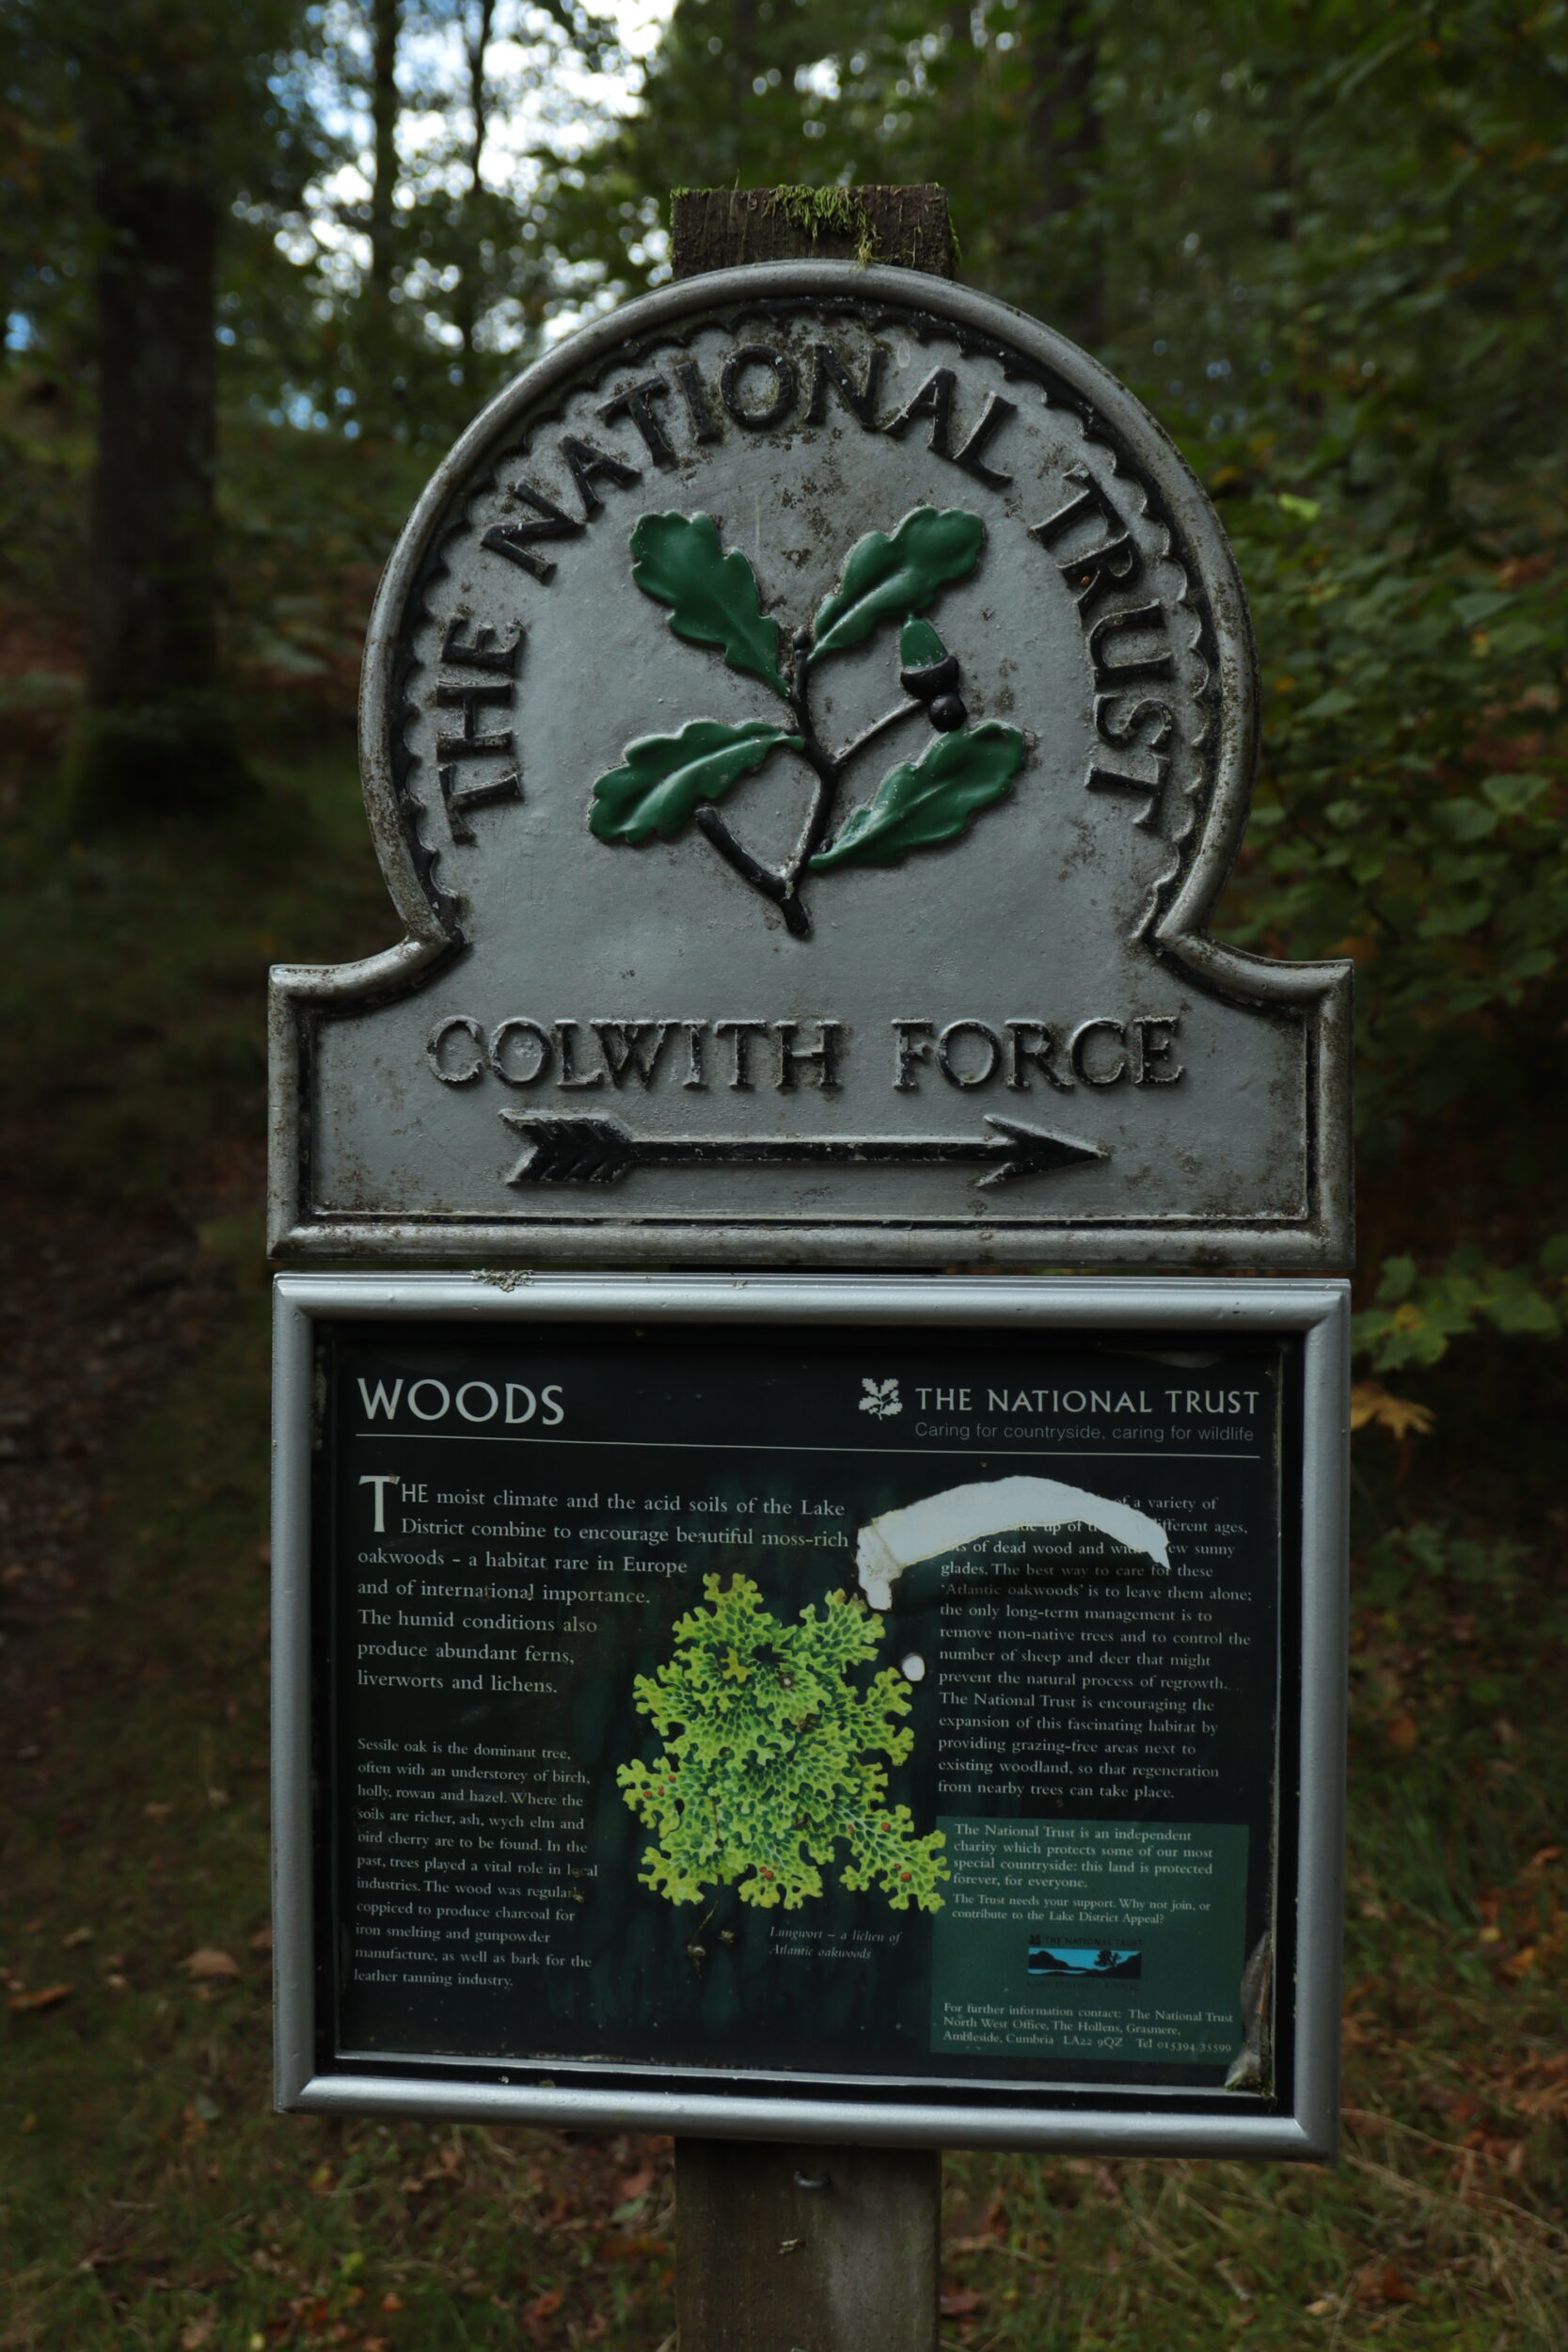 THE NATIONAL TRUST
COLWITH FORCE
WOODS
THE NATIONAL TRUST
Caring for countryside, caring for wildlife
THE moist climate and the acid soils of the Lake
District combine to encourage beautiful moss-rich
oakwoods - a habitat rare in Europe
and of international importance.
The humid conditions also
produce abundant ferns,
liverworts and lichens.
Sessile oak is the dominant tree,
often with an understorey of birch,
holly, rowan and hazel. Where the
soils are richer, ash, wych elm and
bird cherry are to be found. In the
past, trees played a vital role in local
industries. The wood was regularly
coppiced to produce charcoal for
iron smelting and gunpowder
manufacture, as well as bark for the
leather tanning industry.
Lungwort – a lichen of
Atlantic oakwoods
of a variety of
up of different ages,
of dead wood and with few sunny
glades. The best way to care for these
'Atlantic oakwoods' is to leave them alone;
the only long-term management is to
remove non-native trees and to control the
number of sheep and deer that might
prevent the natural process of regrowth.
The National Trust is encouraging the
expansion of this fascinating habitat by
providing grazing-free areas next to
existing woodland, so that regeneration
from nearby trees can take place.
The National Trust is an independent
charity which protects some of our most
special countryside: this land is protected
forever, for everyone.
The Trust needs your support. Why not join, or
contribute to the Lake District Appeal?
THE NATIONAL TRUST
For further information contact: The National Trust
North West Office, The Hollens, Grasmere,
Ambleside, Cumbria LA22 9QZ Tel 015394 35599